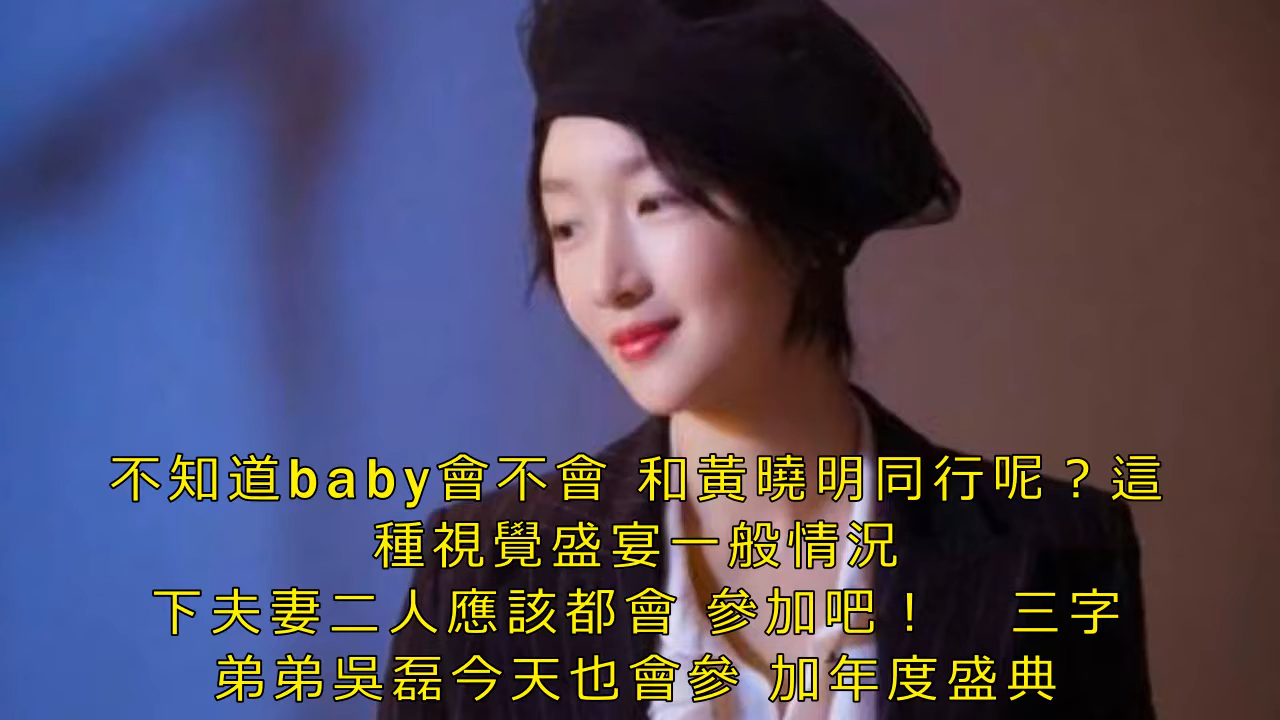 不知道baby會不會 和黃曉明同行呢？這
種視覺盛宴一般情況
下夫妻二人應該都會 參加吧！ 三字
弟弟吳磊今天也會參 加年度盛典